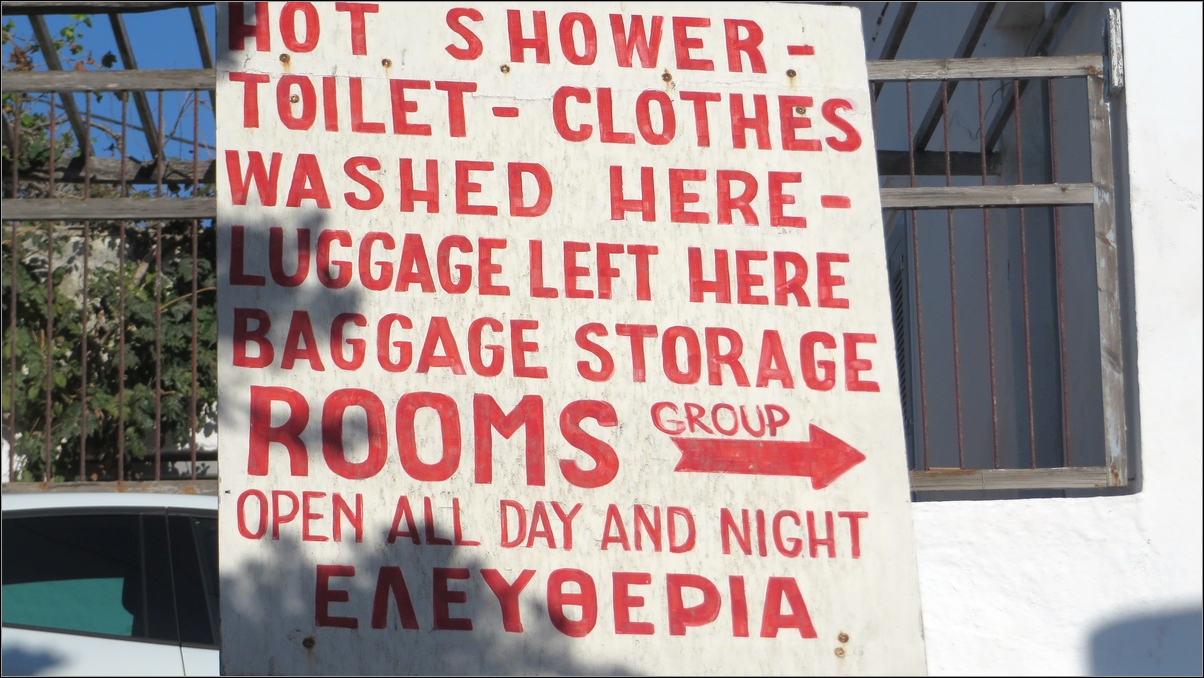 HOT SHOWER-
TOILET- CLOTHES
WASHED HERE-
LUGGAGE LEFT HERE
BAGGAGE STORAGE
ROOMS GROUP
OPEN ALL DAY AND NIGHT
ΕΛΕΥΘΕΡΙΑ